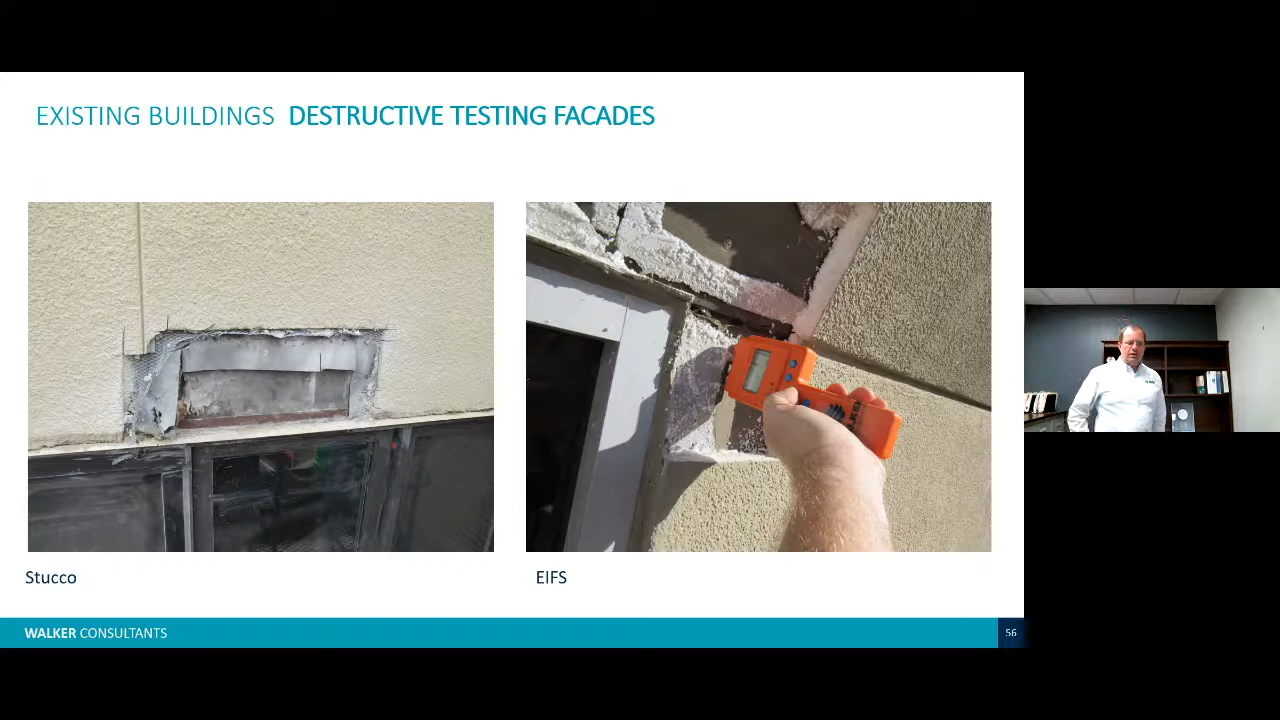 EXISTING BUILDINGS DESTRUCTIVE TESTING FACADES
Stucco
EIFS
WALKER CONSULTANTS
56